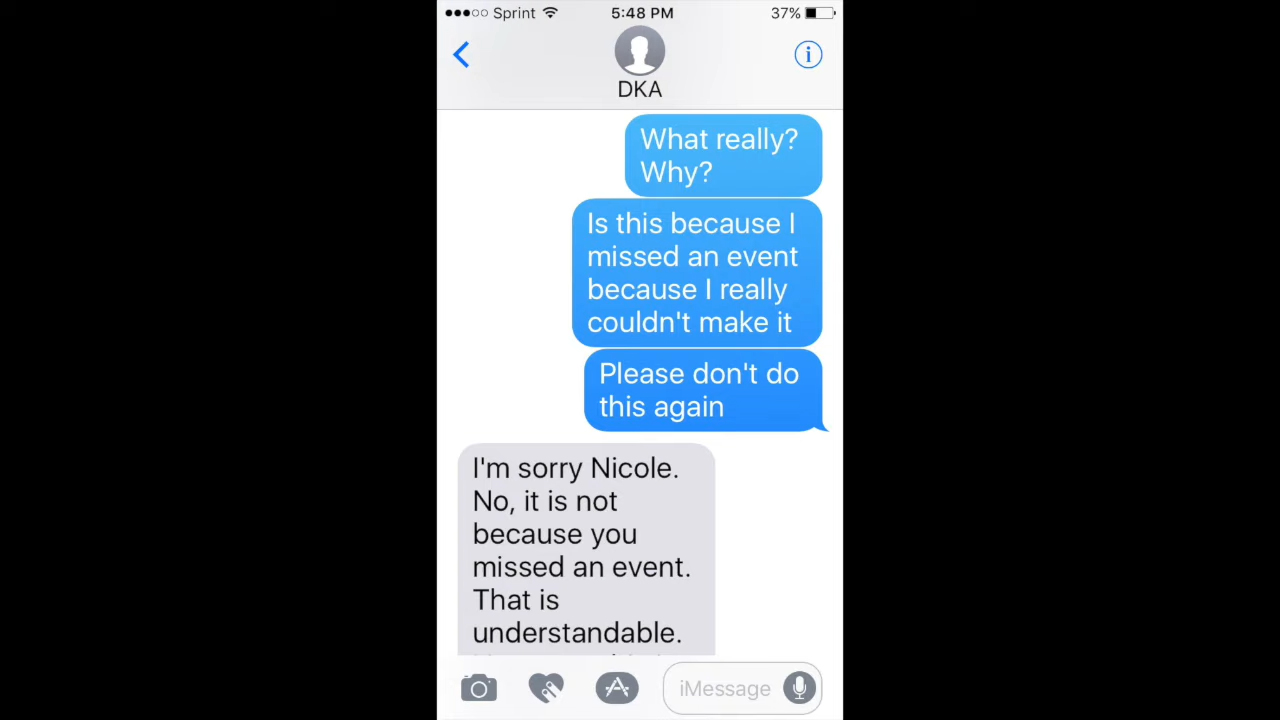 Sprint 5:48 PM 37%
DKA
What really?
Why?
Is this because I
missed an event
because I really
couldn't make it
Please don't do
this again
I'm sorry Nicole.
No, it is not
because you
missed an event.
That is
understandable.
iMessage